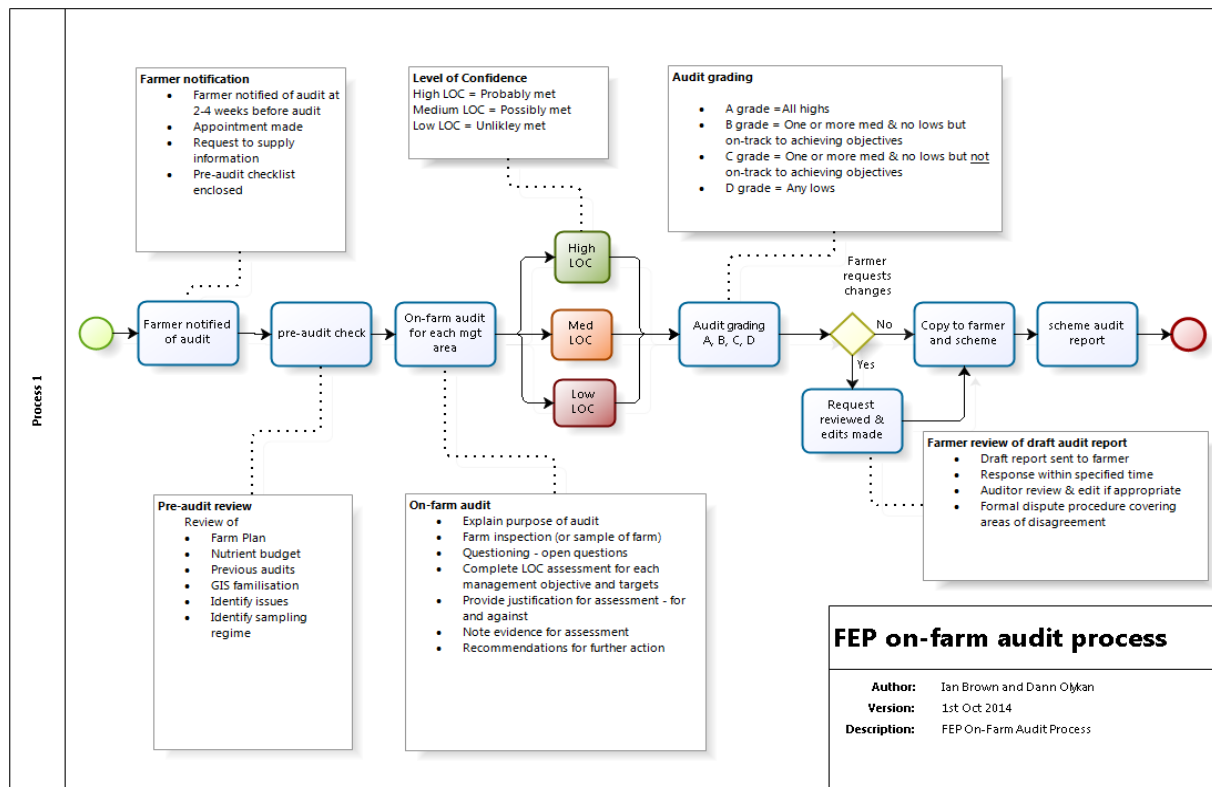 Process 1
Farmer notification
• Farmer notified of audit at
2-4 weeks before audit
• Appointment made
• Request to supply
information
• Pre-audit checklist
enclosed
Level of Confidence
High LOC = Probably met
Medium LOC = Possibly met
Low LOC = Unlikley met
Audit grading
• A grade =All highs
• B grade = One or more med & no lows but
on-track to achieving objectives
• C grade = One or more med & no lows but not
on-track to achieving objectives
• D grade = Any lows
Farmer notified
of audit
pre-audit check
On-farm audit
for each mgt
area
High
LOC
Med
LOC
Low
LOC
Audit grading
A, B, C, D
Farmer
requests
changes
No
Yes
Copy to farmer
and scheme
scheme audit
report
Request
reviewed &
edits made
Pre-audit review
Review of
• Farm Plan
• Nutrient budget
• Previous audits
• GIS familisation
• Identify issues
• Identify sampling
regime
On-farm audit
• Explain purpose of audit
• Farm inspection (or sample of farm)
• Questioning - open questions
• Complete LOC assessment for each
management objective and targets
• Provide justification for assessment - for
and against
• Note evidence for assessment
• Recommendations for further action
Farmer review of draft audit report
• Draft report sent to farmer
• Response within specified time
• Auditor review & edit if appropriate
• Formal dispute procedure covering
areas of disagreement
FEP on-farm audit process
Author: Ian Brown and Dann Olykan
Version: 1st Oct 2014
Description: FEP On-Farm Audit Process